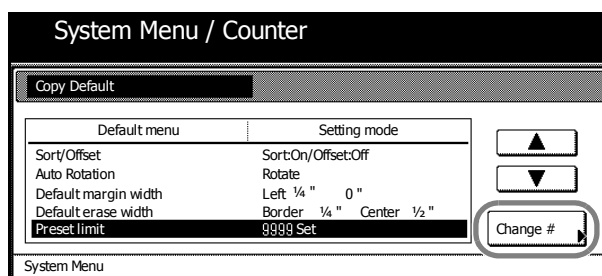 System Menu / Counter
Copy Default
Default menu Setting mode
Sort/Offset Sort:On/Offset:Off
Auto Rotation Rotate
Default margin width Left ¼ " 0 "
Default erase width Border ¼ " Center ½ "
Preset limit 9999 Set
Change #
System Menu